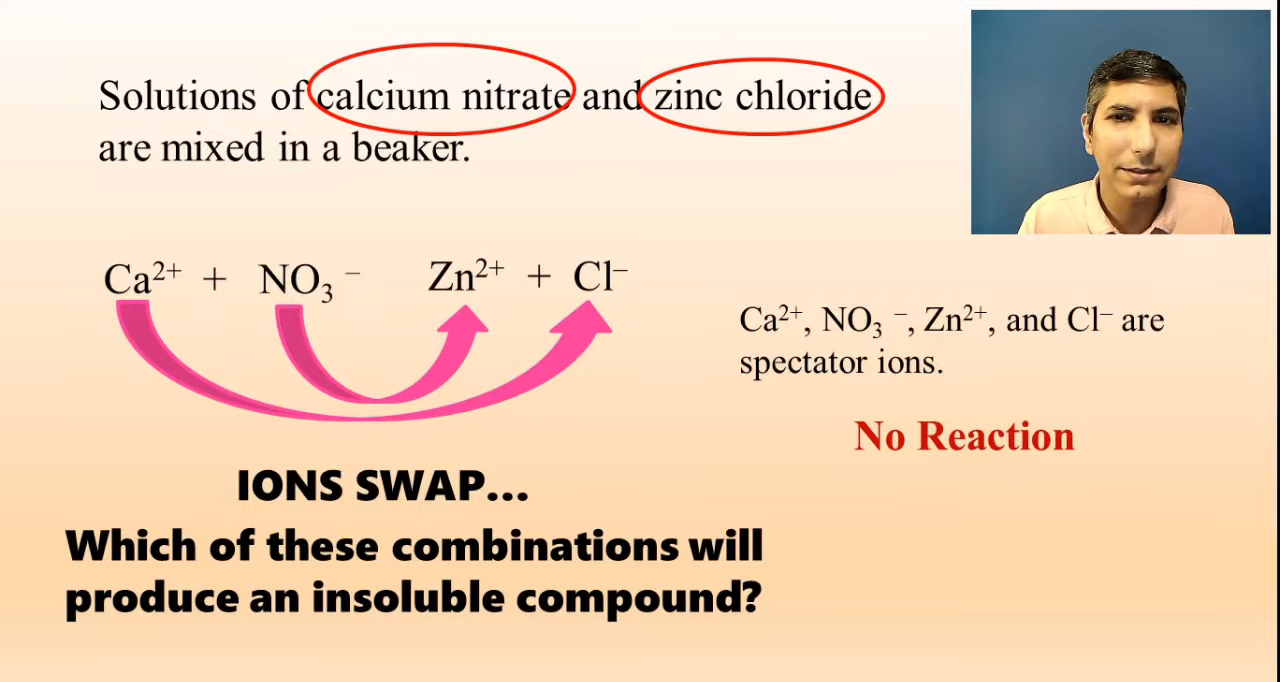 Solutions of calcium nitrate and zinc chloride
are mixed in a beaker.
Ca²⁺ + NO₃ ⁻ Zn²⁺ + Cl⁻
Ca²⁺, NO₃ ⁻, Zn²⁺, and Cl⁻ are
spectator ions.
No Reaction
IONS SWAP...
Which of these combinations will
produce an insoluble compound?